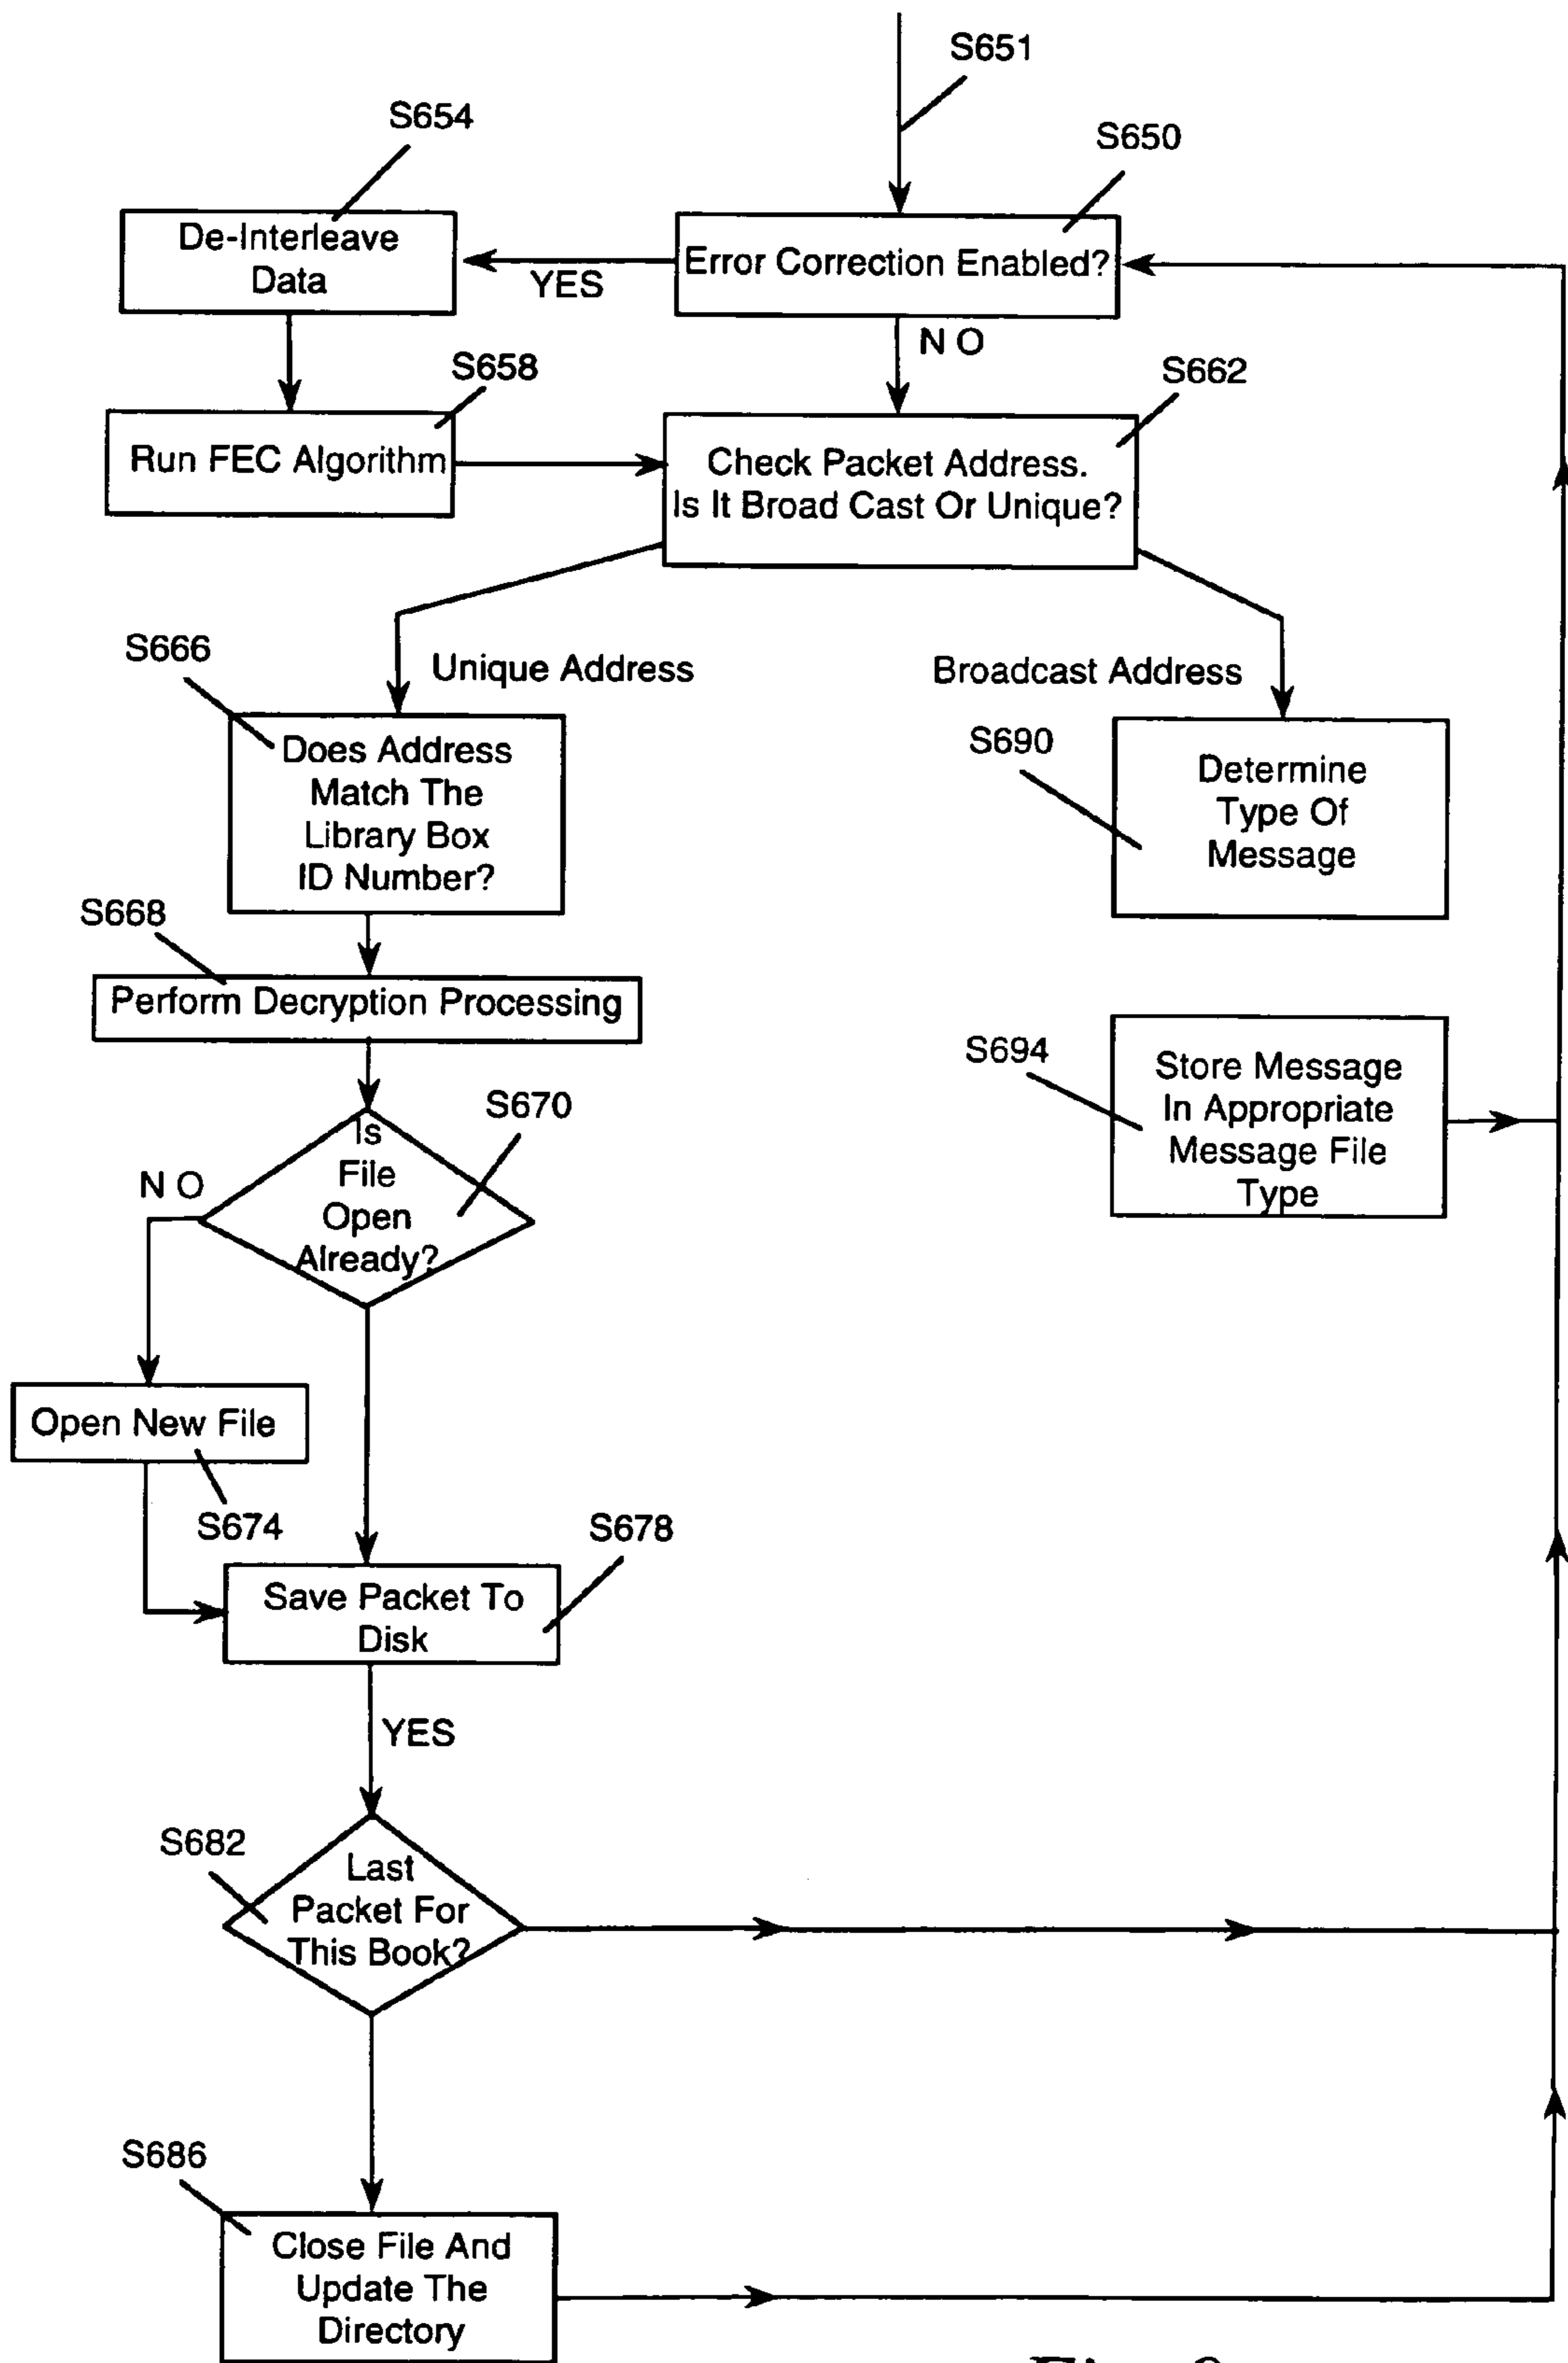 S651
S654
S650
De-Interleave
Data
YES
Error Correction Enabled?
N O
S658
S662
Run FEC Algorithm
Check Packet Address.
Is It Broad Cast Or Unique?
S666
Unique Address
Broadcast Address
Does Address
Match The
Library Box
ID Number?
S690
Determine
Type Of
Message
S668
Perform Decryption Processing
S694
Store Message
In Appropriate
Message File
Type
S670
Is
File
Open
Already?
N O
Open New File
S674
S678
Save Packet To
Disk
YES
S682
Last
Packet For
This Book?
S686
Close File And
Update The
Directory